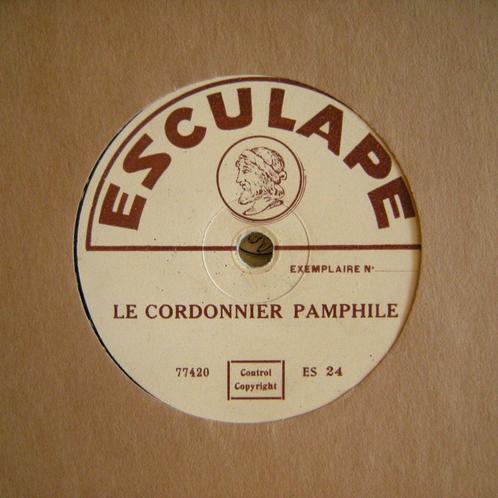 ESCULAPE
EXEMPLAIRE N°
LE CORDONNIER PAMPHILE
77420 Control Copyright ES 24